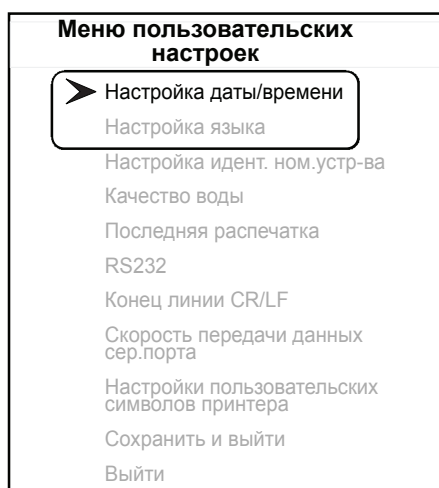 Меню пользовательских
настроек
Настройка даты/времени
Настройка языка
Настройка идент. ном.устр-ва
Качество воды
Последняя распечатка
RS232
Конец линии CR/LF
Скорость передачи данных
сер.порта
Настройки пользовательских
символов принтера
Сохранить и выйти
Выйти